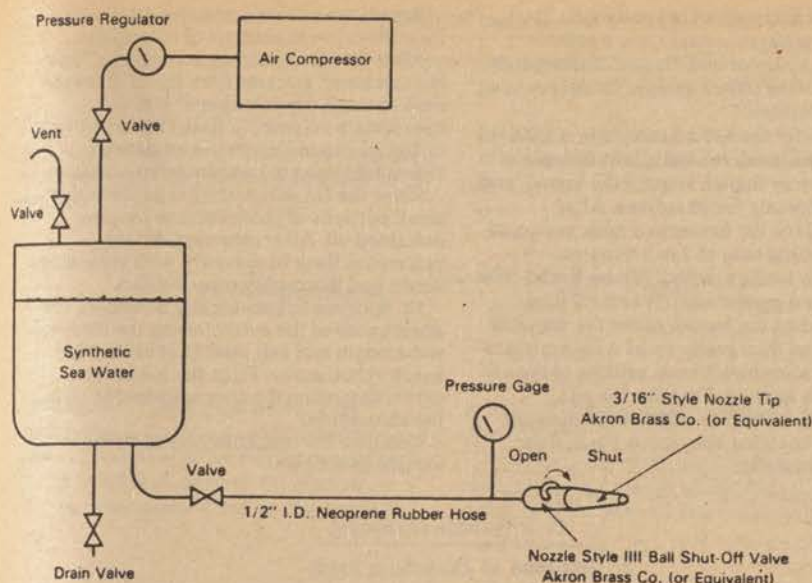 Pressure Regulator
Air Compressor
Vent
Valve
Valve
Synthetic
Sea Water
Pressure Gage
3/16" Style Nozzle Tip
Akron Brass Co. (or Equivalent)
Open
Shut
Valve
1/2" I.D. Neoprene Rubber Hose
Drain Valve
Nozzle Style IIII Ball Shut-Off Valve
Akron Brass Co. (or Equivalent)